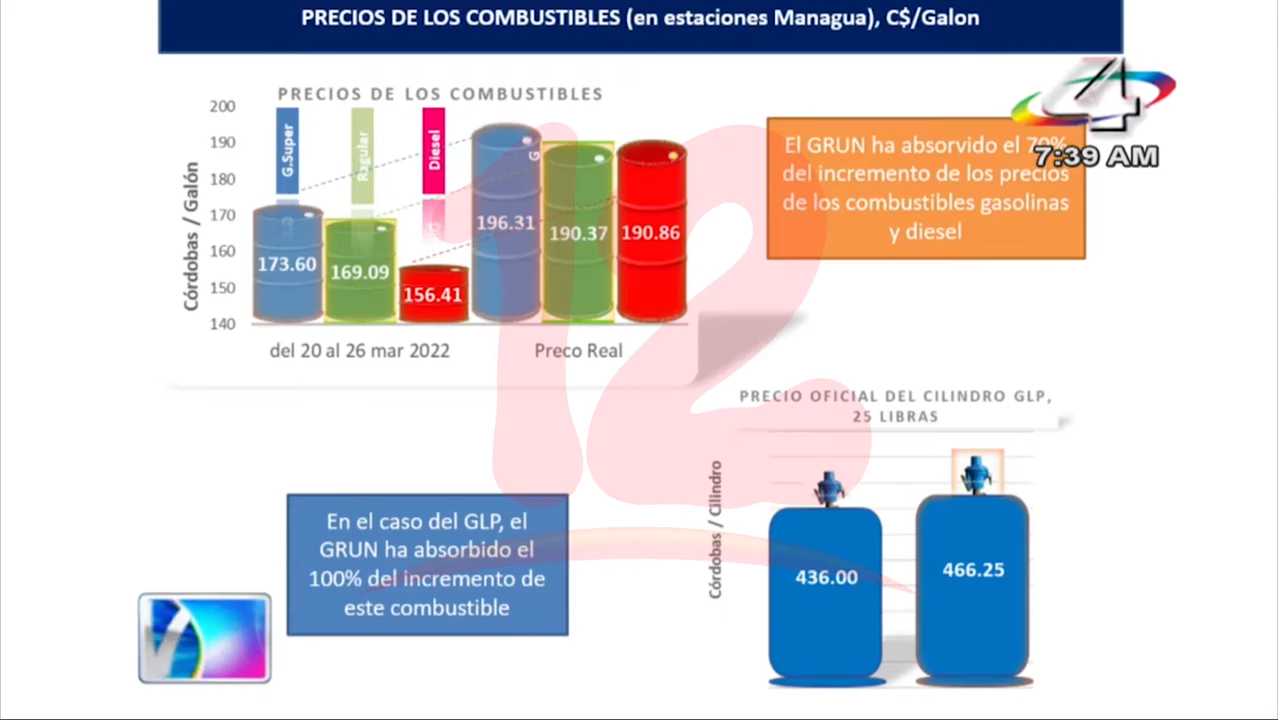 PRECIOS DE LOS COMBUSTIBLES (en estaciones Managua), C$/Galon
PRECIOS DE LOS COMBUSTIBLES
Córdobas / Galón
200
190
180
170
160
150
140
G.Super
Regular
Diesel
G
173.60
169.09
156.41
196.31
190.37
190.86
del 20 al 26 mar 2022
Preco Real
4
7:39 AM
El GRUN ha absorvido el 70%
del incremento de los precios
de los combustibles gasolinas
y diesel
12
PRECIO OFICIAL DEL CILINDRO GLP,
25 LIBRAS
Córdobas / Cilindro
436.00
466.25
En el caso del GLP, el
GRUN ha absorbido el
100% del incremento de
este combustible